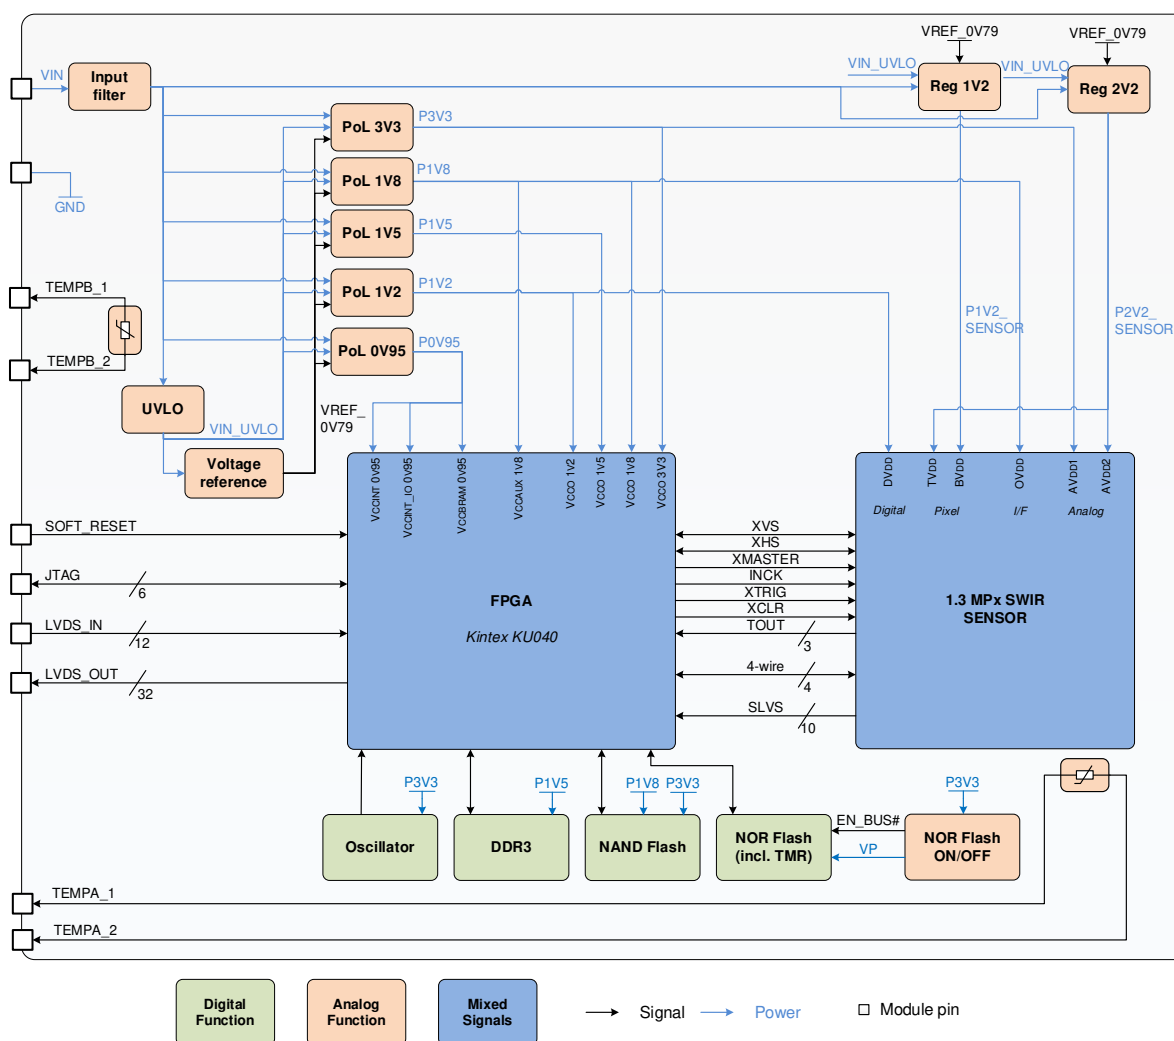 VREF_0V79
VREF_0V79
VIN
Input
filter
VIN_UVLO
Reg 1V2
VIN_UVLO
Reg 2V2
PoL 3V3
P3V3
PoL 1V8
P1V8
GND
PoL 1V5
P1V5
PoL 1V2
P1V2
TEMPB_1
P1V2_
SENSOR
P2V2_
SENSOR
PoL 0V95
P0V95
TEMPB_2
UVLO
VIN_UVLO
VREF_
0V79
Voltage
reference
VCCINT 0V95
VCCINT_IO 0V95
VCCBRAM 0V95
VCCAUX 1V8
VCCO 1V2
VCCO 1V5
VCCO 1V8
VCCO 3V3
DVDD
TVDD
BVDD
OVDD
AVDD1
AVDD2
Digital
Pixel
I/F
Analog
SOFT_RESET
JTAG
6
LVDS_IN
12
LVDS_OUT
32
FPGA
Kintex KU040
XVS
XHS
XMASTER
INCK
XTRIG
XCLR
TOUT
3
4-wire
4
SLVS
10
1.3 MPx SWIR
SENSOR
P3V3
P1V5
P1V8
P3V3
P3V3
Oscillator
DDR3
NAND Flash
NOR Flash
(incl. TMR)
EN_BUS#
VP
NOR Flash
ON/OFF
TEMPA_1
TEMPA_2
Digital
Function
Analog
Function
Mixed
Signals
Signal
Power
Module pin